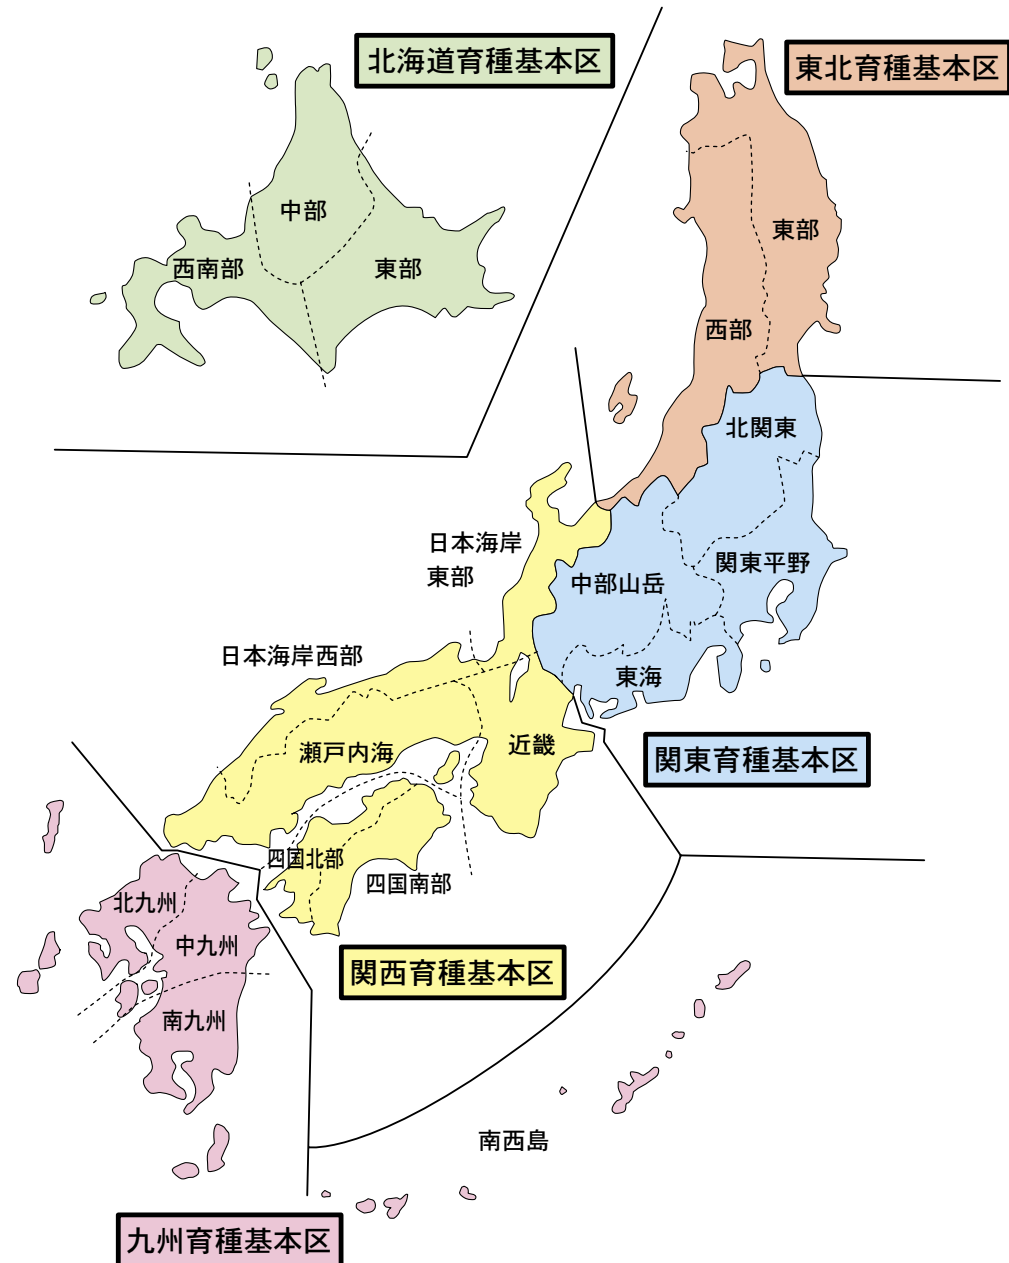 北海道育種基本区
東北育種基本区
中部
西南部
東部
東部
西部
北関東
日本海岸
東部
中部山岳
関東平野
日本海岸西部
東海
瀬戸内海
近畿
関東育種基本区
四国北部
四国南部
北九州
中九州
関西育種基本区
南九州
南西島
九州育種基本区